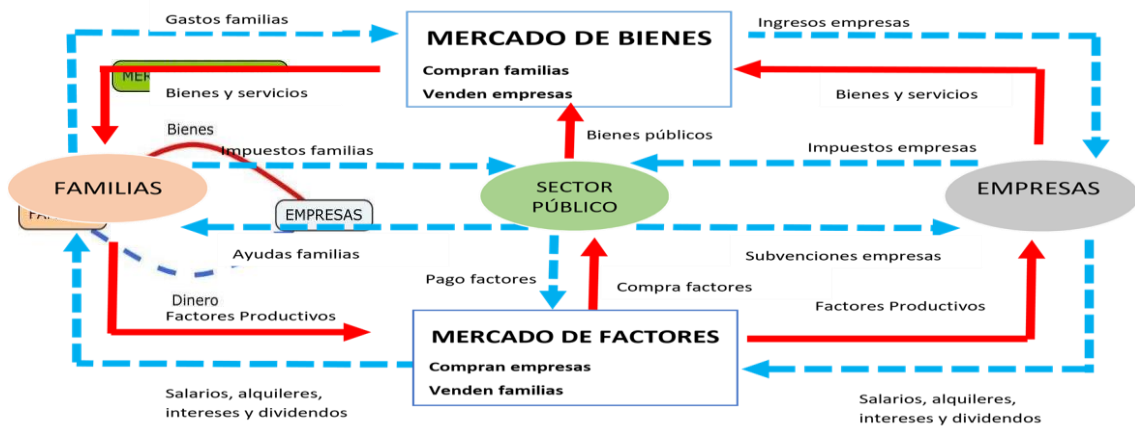 Gastos familias
Ingresos empresas
MERCADO DE BIENES
Compran familias
Venden empresas
MER
Bienes y servicios
Bienes y servicios
Bienes
Bienes públicos
Impuestos familias
Impuestos empresas
FAMILIAS
SECTOR
PÚBLICO
EMPRESAS
EMPRESAS
Ayudas familias
Subvenciones empresas
Pago factores
Compra factores
Dinero
Factores Productivos
Factores Productivos
MERCADO DE FACTORES
Compran empresas
Venden familias
Salarios, alquileres,
intereses y dividendos
Salarios, alquileres,
intereses y dividendos